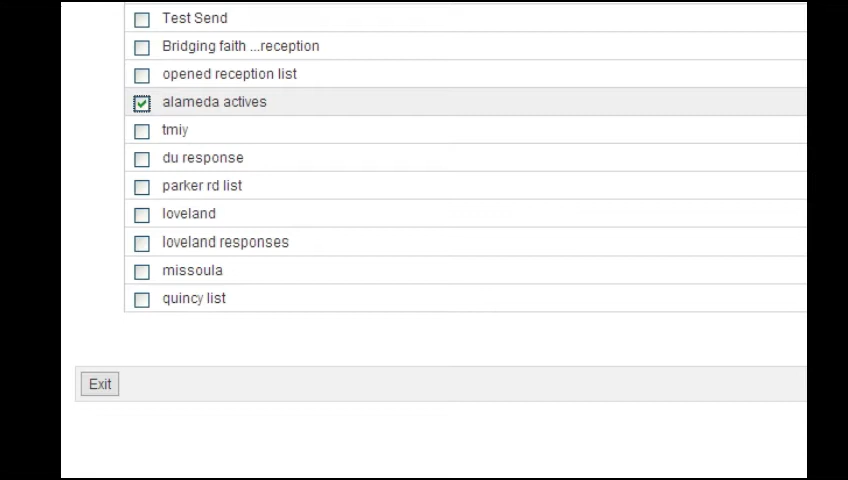 Test Send
Bridging faith ...reception
opened reception list
alameda actives
tmiy
du response
parker rd list
loveland
loveland responses
missoula
quincy list
Exit